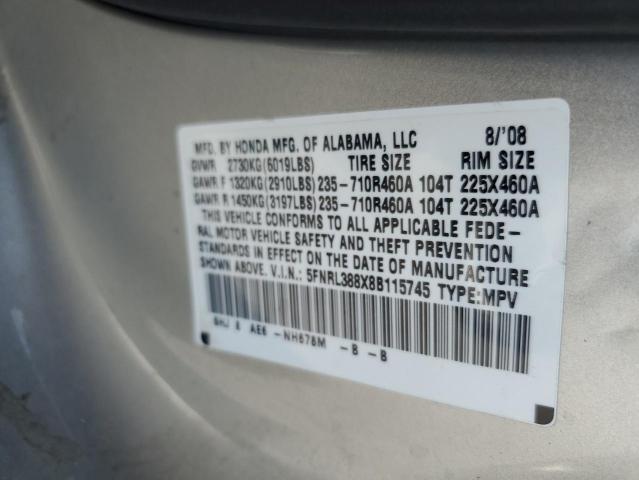 MFD. BY HONDA MFG. OF ALABAMA, LLC 8/'08
GVWR 2730KG(6019LBS) TIRE SIZE RIM SIZE
GAWR F 1320KG(2910LBS) 235-710R460A 104T 225X460A
GAWR R 1450KG(3197LBS) 235-710R460A 104T 225X460A
THIS VEHICLE CONFORMS TO ALL APPLICABLE FEDE-
RAL MOTOR VEHICLE SAFETY AND THEFT PREVENTION
STANDARDS IN EFFECT ON THE DATE OF MANUFACTURE
SHOWN ABOVE. V.I.N.: 5FNRL388X8B115745 TYPE:MPV
SHJ 8 AE6 -NH678M -B -B